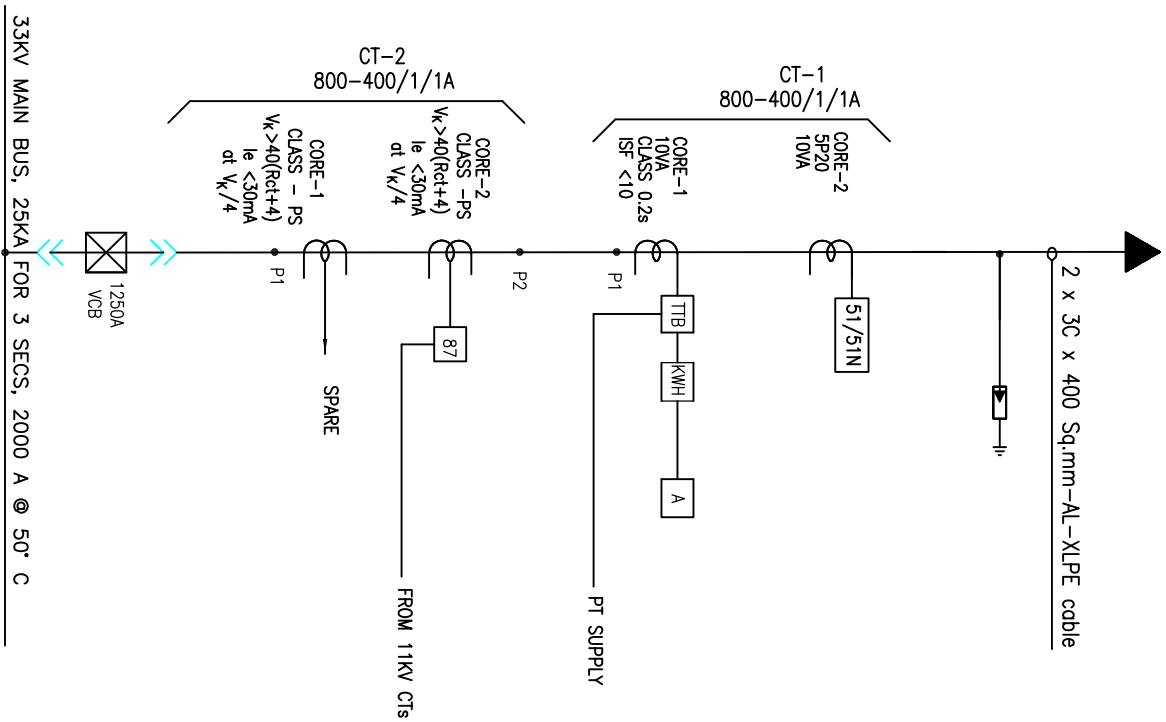 CT-2
800-400/1/1A
CT-1
800-400/1/1A
CORE-1
CLASS - PS
VK>40(Rct+4)
Ie <30mA
at VK/4
CORE-2
CLASS -PS
VK>40(Rct+4)
Ie <30mA
at VK/4
CORE-1
10VA
CLASS 0.2s
ISF <10
CORE-2
5P20
10VA
33KV MAIN BUS, 25KA FOR 3 SECS, 2000 A @ 50° C
1250A
VCB
P1
P2
P1
SPARE
87
FROM 11KV CTs
TTB
KWH
A
PT SUPPLY
51/51N
2 x 3C x 400 Sq.mm-AL-XLPE cable